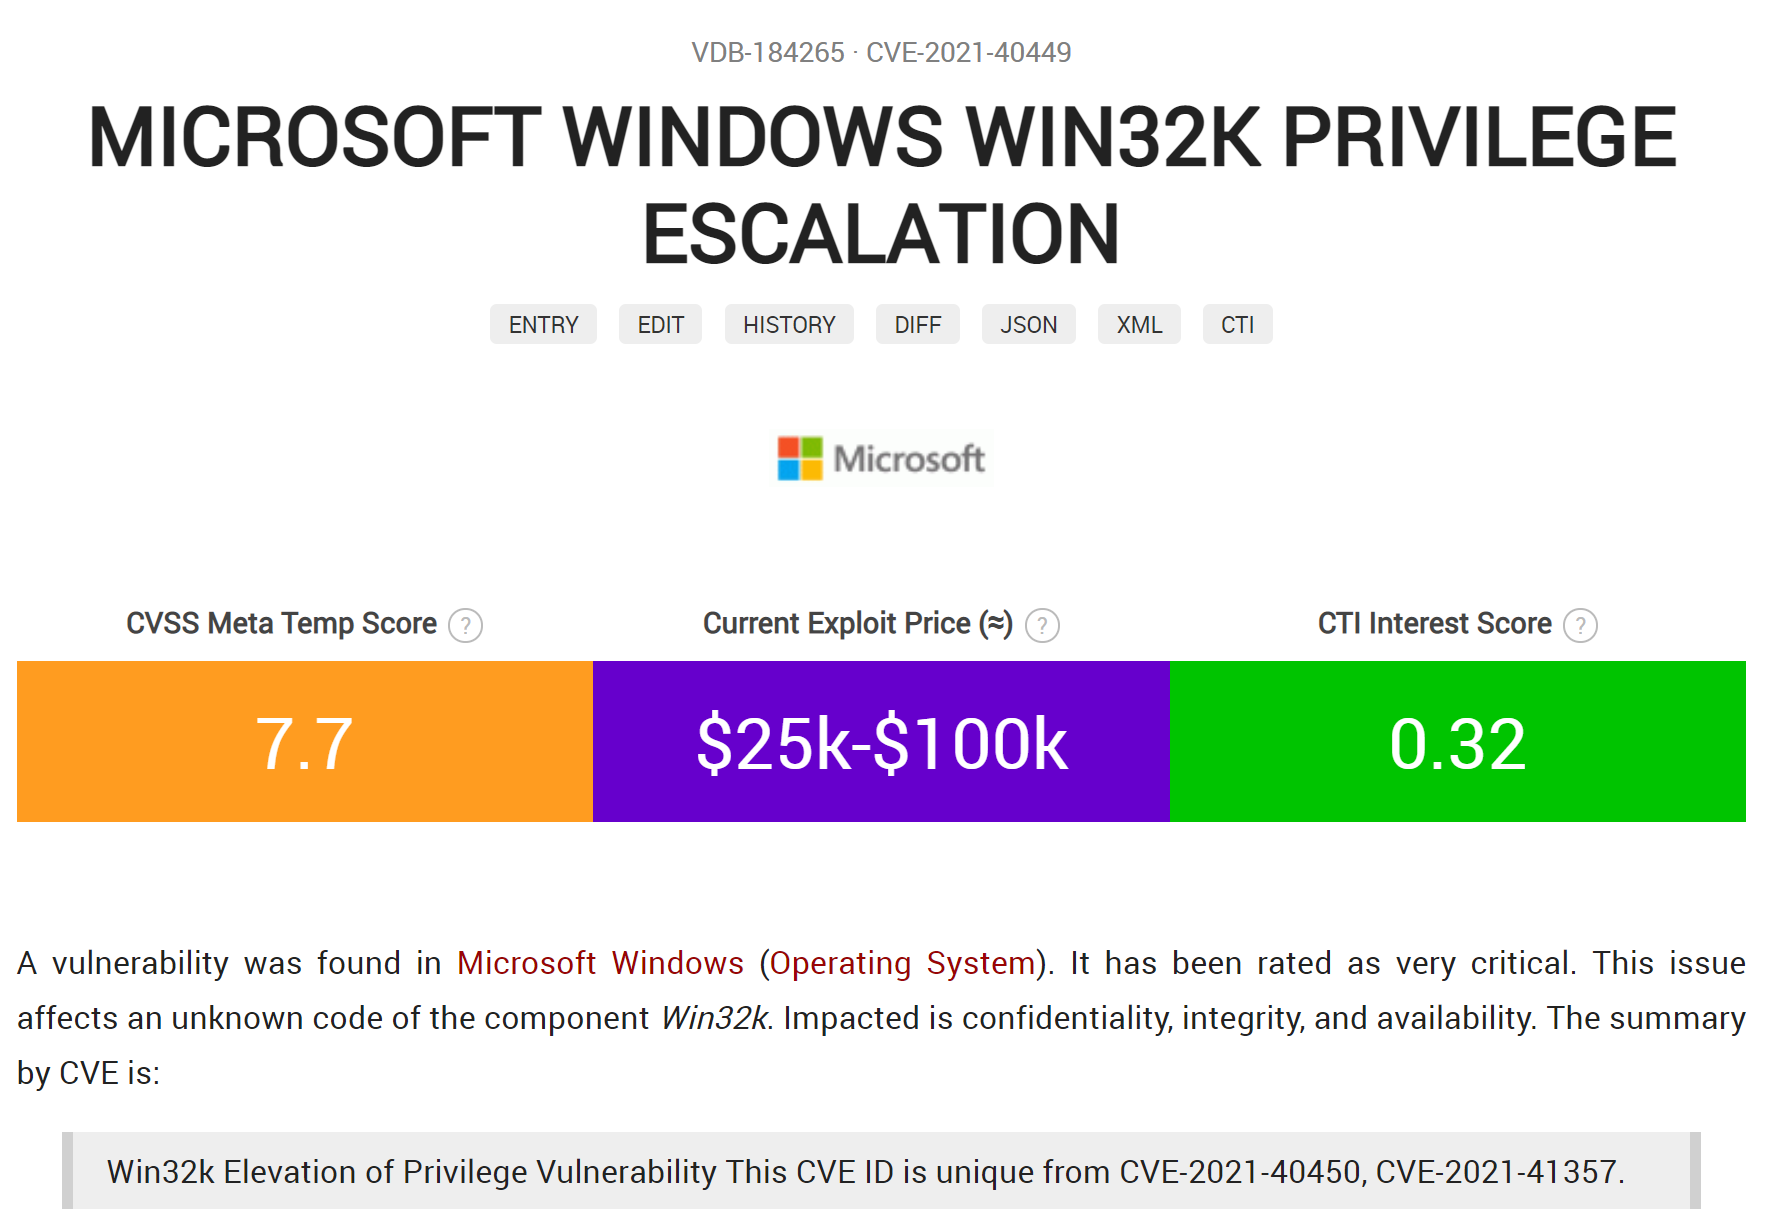 VDB-184265 · CVE-2021-40449
MICROSOFT WINDOWS WIN32K PRIVILEGE
ESCALATION
ENTRY EDIT HISTORY DIFF JSON XML CTI
Microsoft
CVSS Meta Temp Score ? Current Exploit Price (≈) ? CTI Interest Score ?
7.7 $25k-$100k 0.32
A vulnerability was found in Microsoft Windows (Operating System). It has been rated as very critical. This issue
affects an unknown code of the component Win32k. Impacted is confidentiality, integrity, and availability. The summary
by CVE is:
Win32k Elevation of Privilege Vulnerability This CVE ID is unique from CVE-2021-40450, CVE-2021-41357.